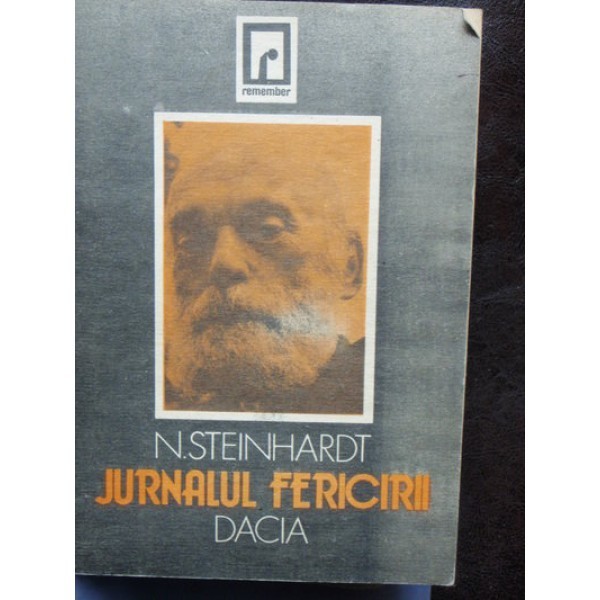 remember
N.STEINHARDT
JURNALUL FERICIRII
DACIA